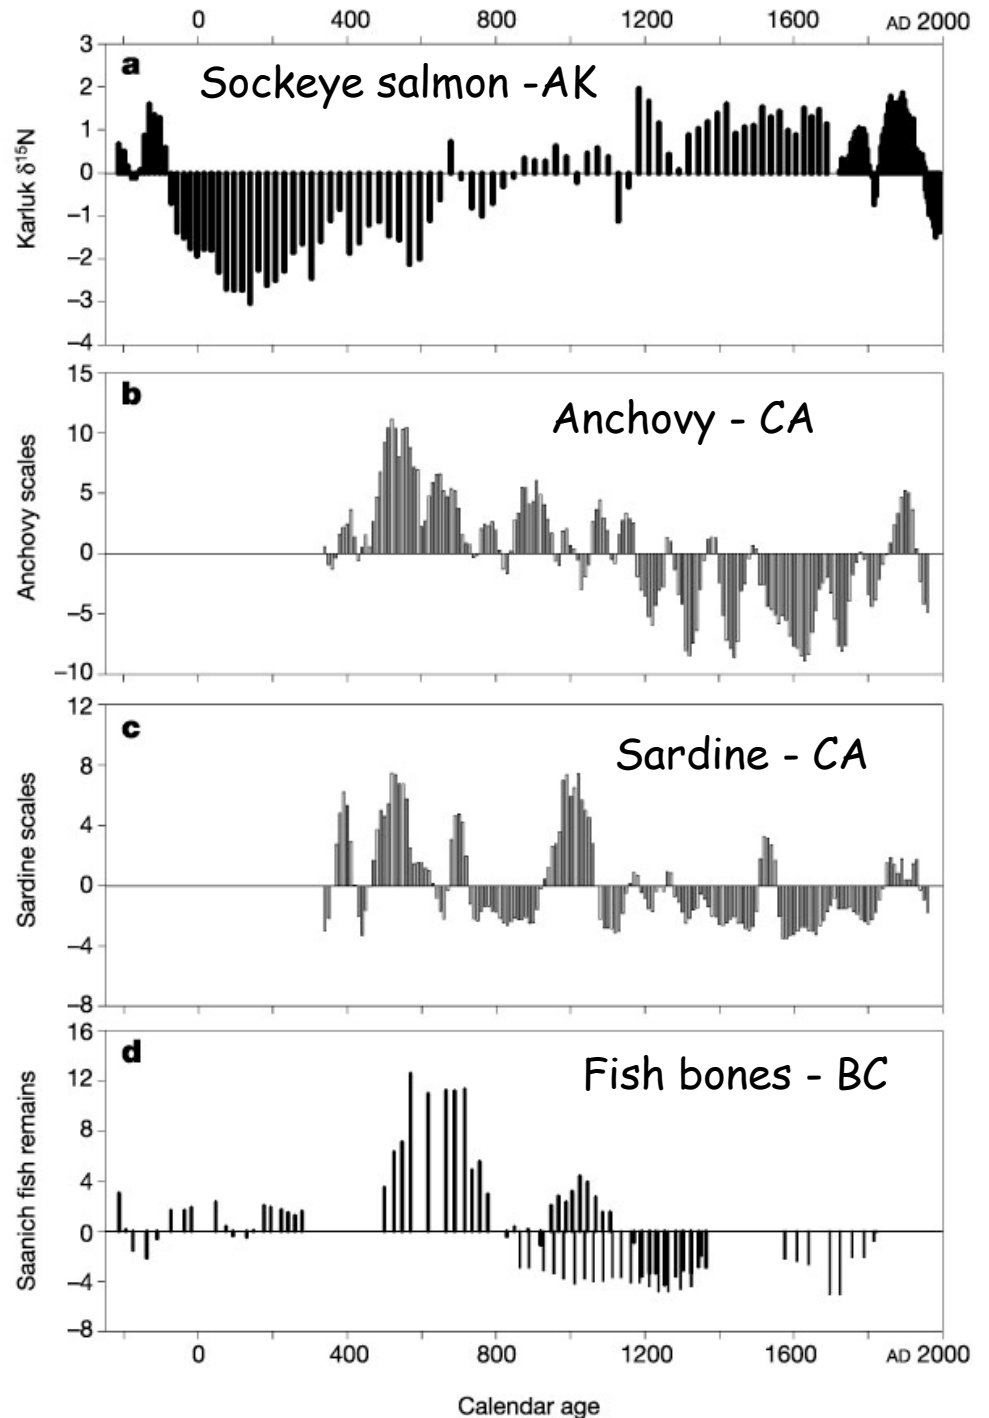 0 400 800 1200 1600 AD 2000
a
Sockeye salmon -AK
Karluk δ¹⁵N
3
2
1
0
−1
−2
−3
−4
b
Anchovy - CA
Anchovy scales
15
10
5
0
−5
−10
c
Sardine - CA
Sardine scales
12
8
4
0
−4
−8
d
Fish bones - BC
Saanich fish remains
16
12
8
4
0
−4
−8
0 400 800 1200 1600 AD 2000
Calendar age